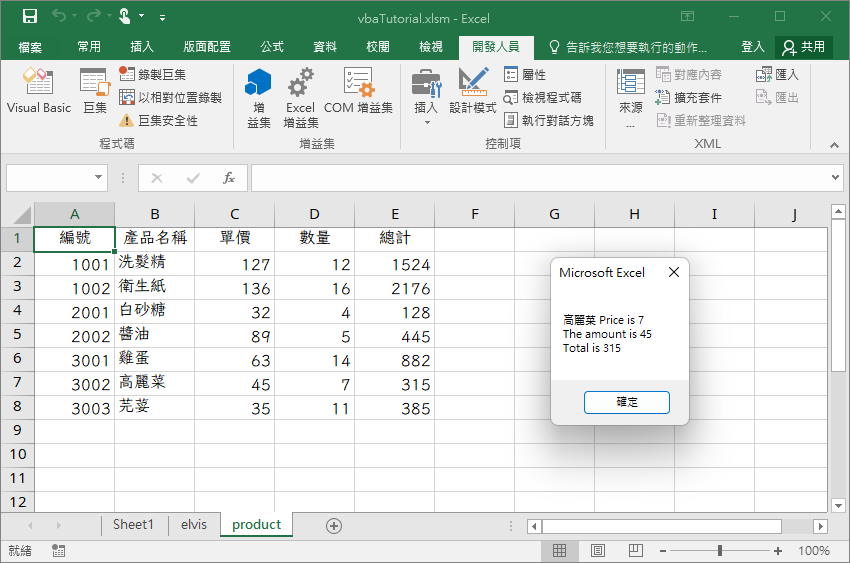 vbaTutorial.xlsm - Excel
檔案 常用 插入 版面配置 公式 資料 校閱 檢視 開發人員 告訴我您想要執行的動作... 登入 共用
Visual Basic 巨集 錄製巨集 以相對位置錄製 巨集安全性
增益集 Excel 增益集 COM 增益集
插入 設計模式 屬性 檢視程式碼 執行對話方塊
來源 ... 對應內容 擴充套件 重新整理資料 匯入 匯出
程式碼 增益集 控制項 XML
fx
A B C D E F G H I J
1 編號 產品名稱 單價 數量 總計
2 1001 洗髮精 127 12 1524
3 1002 衛生紙 136 16 2176
4 2001 白砂糖 32 4 128
5 2002 醬油 89 5 445
6 3001 雞蛋 63 14 882
7 3002 高麗菜 45 7 315
8 3003 芫荽 35 11 385
9
10
11
12
Microsoft Excel
高麗菜 Price is 7
The amount is 45
Total is 315
確定
Sheet1 elvis product
就緒 100%